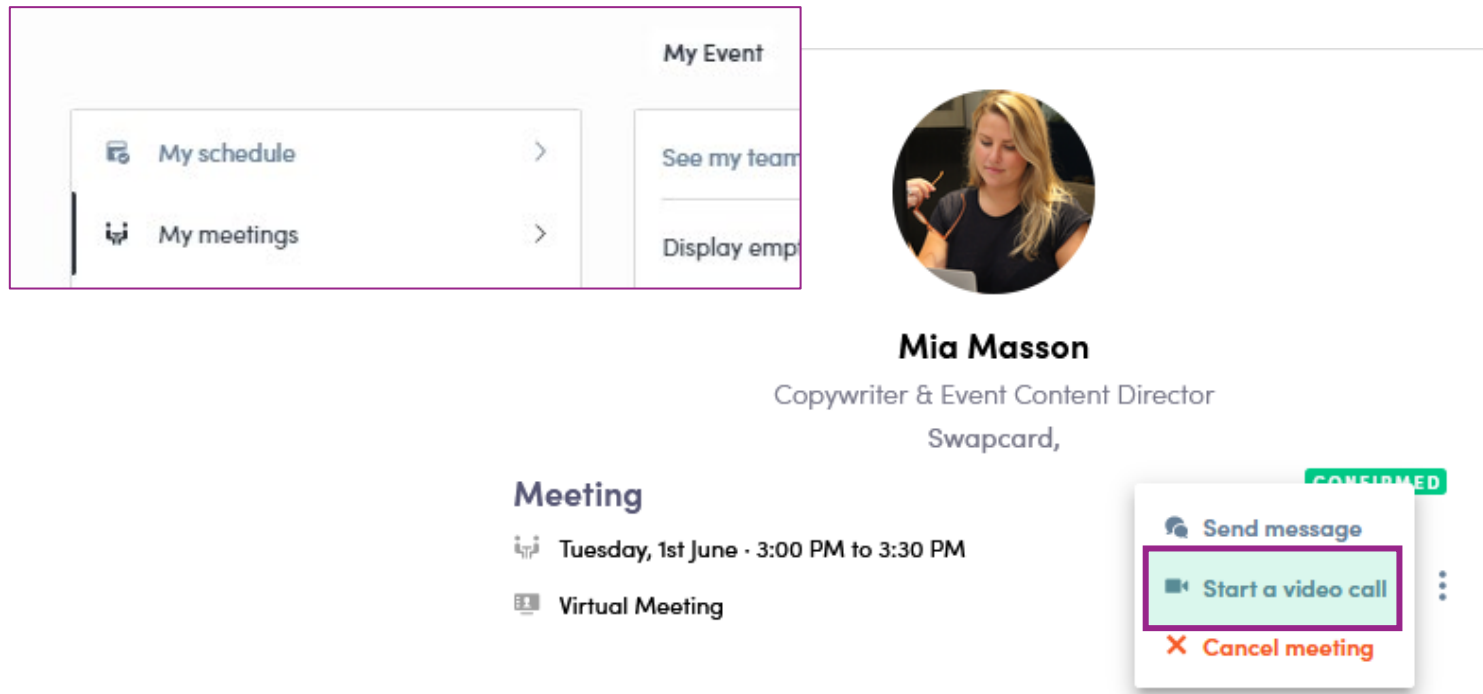 My Event
My schedule
My meetings
See my team
Display
Mia Masson
Copywriter & Event Content Director
Swapcard,
Meeting
CONFIRMED
Tuesday, 1st June · 3:00 PM to 3:30 PM
Virtual Meeting
Send message
Start a video call
Cancel meeting